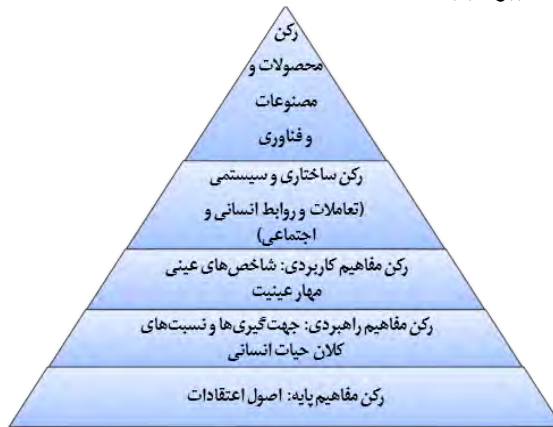 رکن
محصولات و
مصنوعات
و فناوری
رکن ساختاری و سیستمی
(تعاملات و روابط انسانی و
اجتماعی)
رکن مفاهیم کاربردی: شاخص‌های عینی
مهار عینیت
رکن مفاهیم راهبردی: جهت‌گیری‌ها و نسبت‌های
کلان حیات انسانی
رکن مفاهیم پایه: اصول اعتقادات